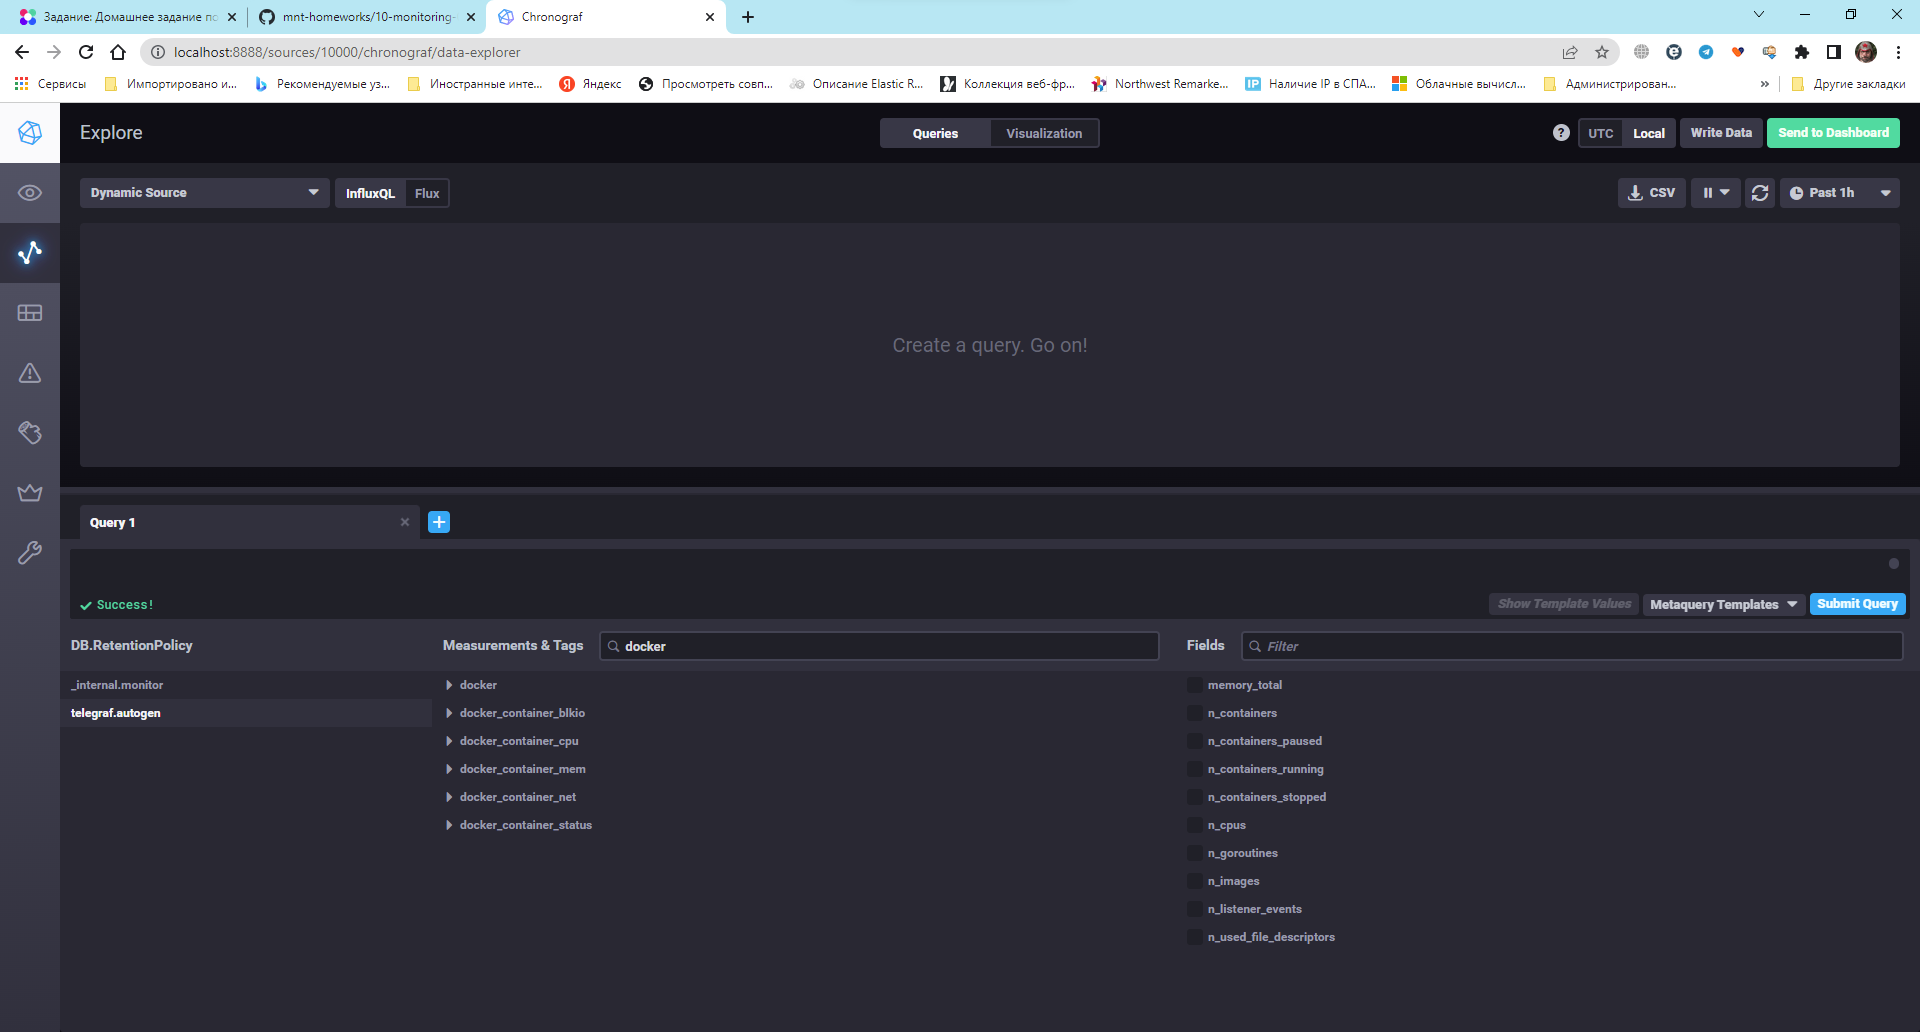 Задание: Домашнее задание по
mnt-homeworks/10-monitoring-
Chronograf
localhost:8888/sources/10000/chronograf/data-explorer
Сервисы
Импортировано и...
Рекомендуемые уз...
Иностранные инте...
Яндекс
Просмотреть совп...
Описание Elastic R...
Коллекция веб-фр...
Northwest Remarke...
IP
Наличие IP в СПА...
Облачные вычисл...
Администрирован...
»
Другие закладки
Explore
Queries
Visualization
?
UTC
Local
Write Data
Send to Dashboard
Dynamic Source
InfluxQL
Flux
CSV
Past 1h
Create a query. Go on!
Query 1
Success!
Show Template Values
Metaquery Templates
Submit Query
DB.RetentionPolicy
Measurements & Tags
docker
Fields
Filter
_internal.monitor
telegraf.autogen
docker
docker_container_blkio
docker_container_cpu
docker_container_mem
docker_container_net
docker_container_status
memory_total
n_containers
n_containers_paused
n_containers_running
n_containers_stopped
n_cpus
n_goroutines
n_images
n_listener_events
n_used_file_descriptors